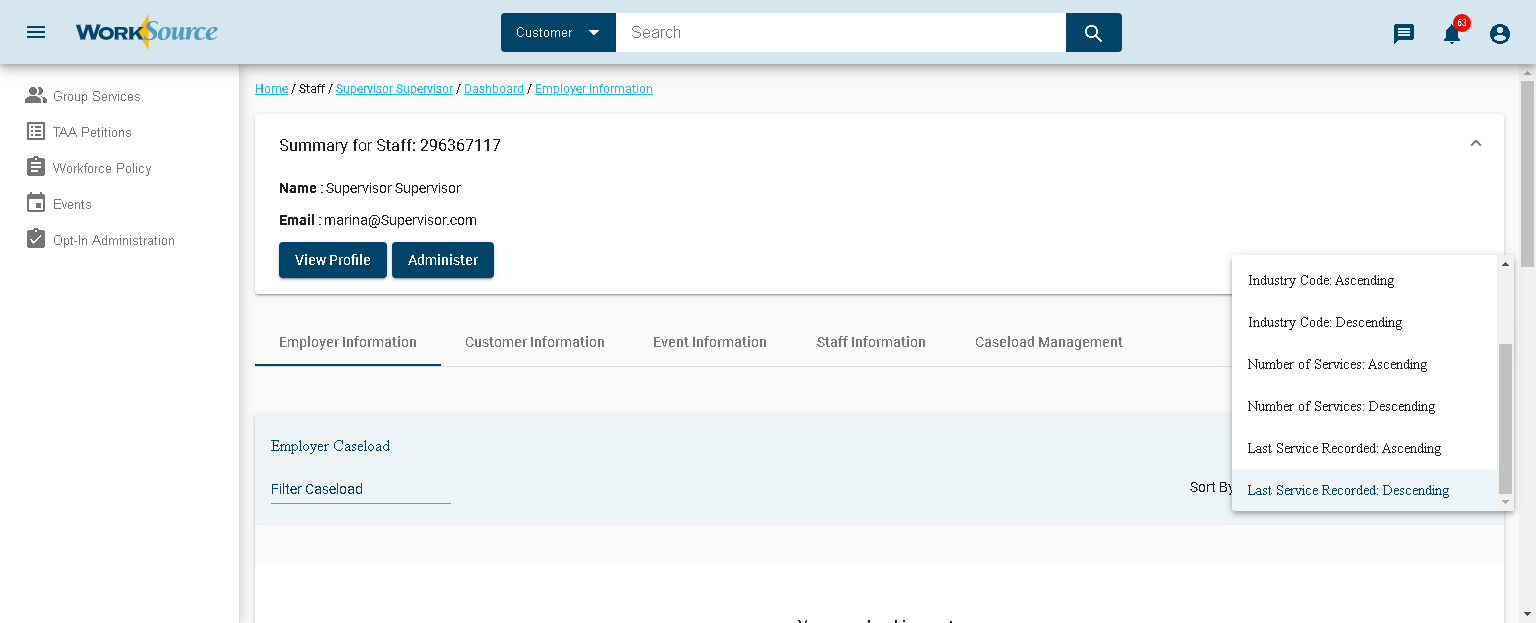 WorkSource
Customer
Search
63
Group Services
TAA Petitions
Workforce Policy
Events
Opt-In Administration
Home / Staff / Supervisor Supervisor / Dashboard / Employer Information
Summary for Staff: 296367117
Name : Supervisor Supervisor
Email : marina@Supervisor.com
View Profile
Administer
Employer Information
Customer Information
Event Information
Staff Information
Caseload Management
Employer Caseload
Filter Caseload
Sort By
Industry Code: Ascending
Industry Code: Descending
Number of Services: Ascending
Number of Services: Descending
Last Service Recorded: Ascending
Last Service Recorded: Descending